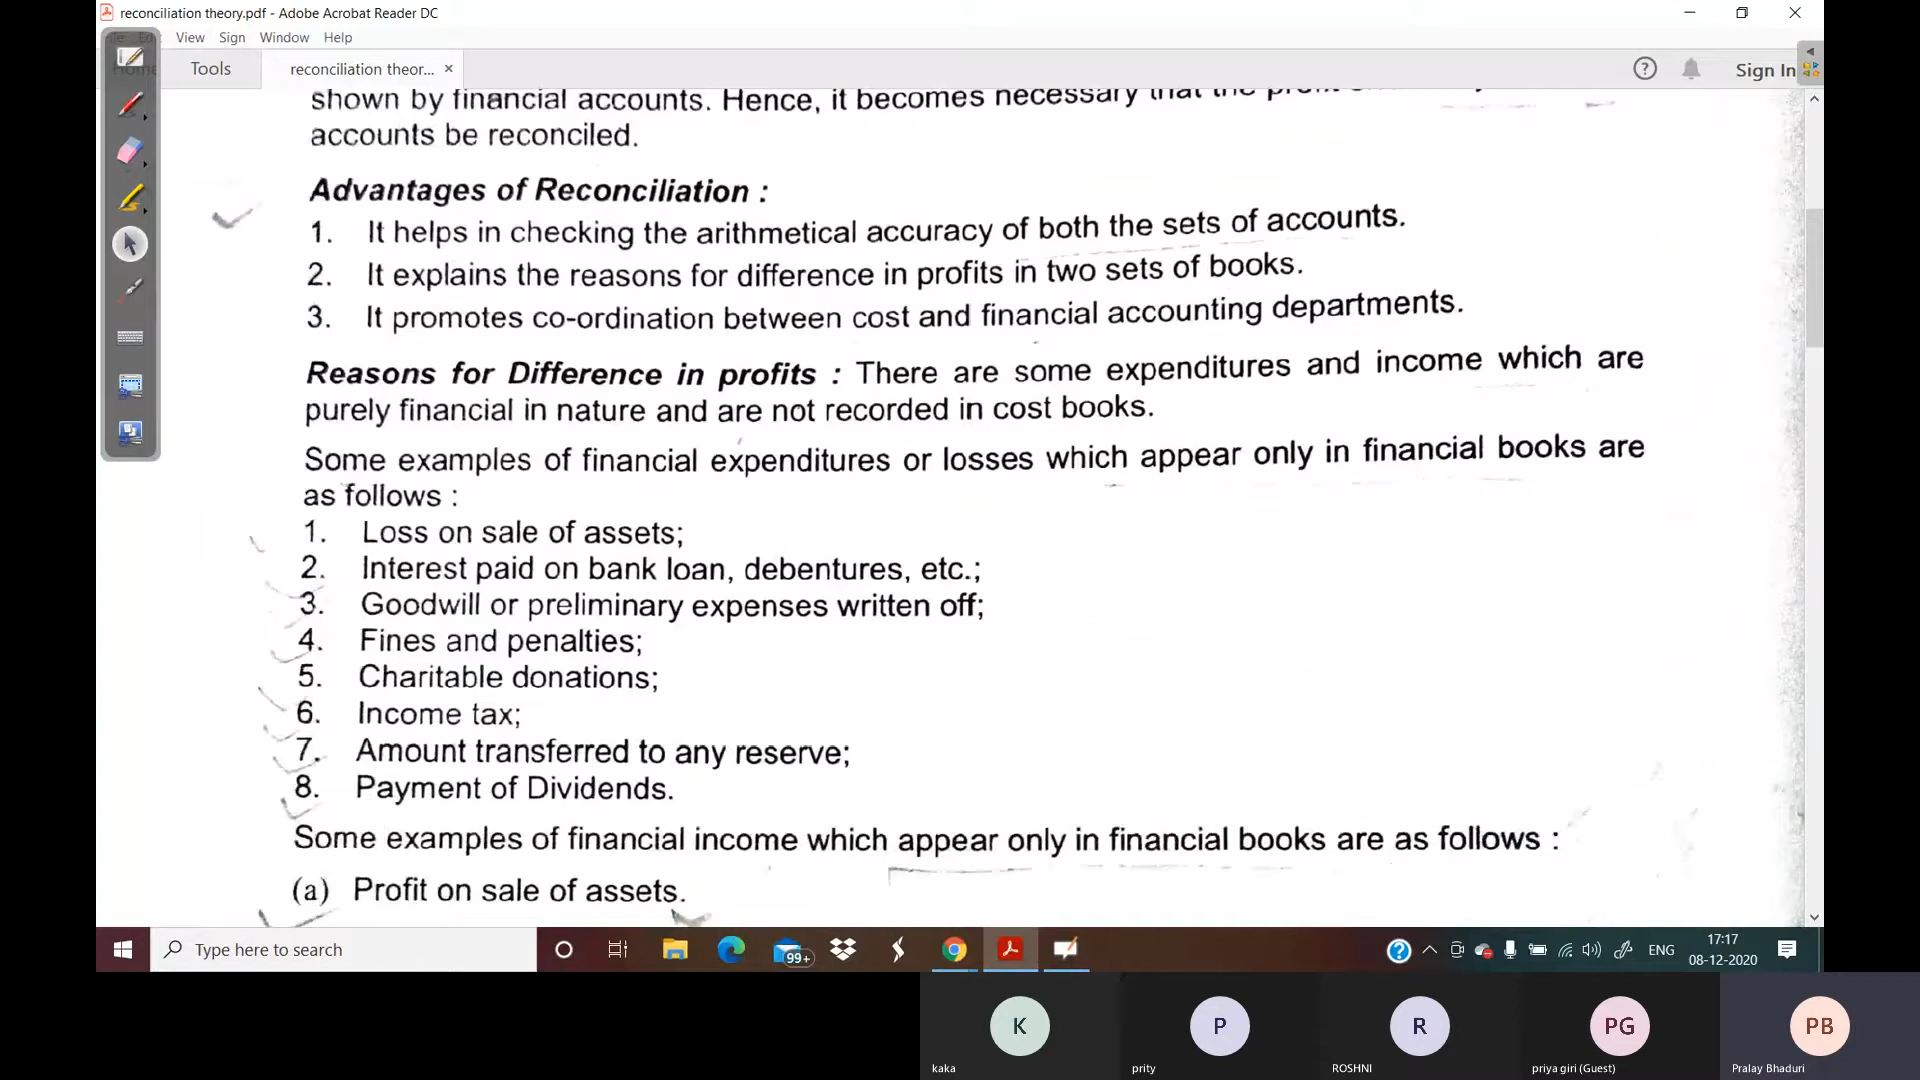 reconciliation theory.pdf - Adobe Acrobat Reader DC
View Sign Window Help
Tools
reconciliation theor... ×
Sign In
shown by financial accounts. Hence, it becomes necessary that the
accounts be reconciled.
Advantages of Reconciliation :
1. It helps in checking the arithmetical accuracy of both the sets of accounts.
2. It explains the reasons for difference in profits in two sets of books.
3. It promotes co-ordination between cost and financial accounting departments.
Reasons for Difference in profits : There are some expenditures and income which are
purely financial in nature and are not recorded in cost books.
Some examples of financial expenditures or losses which appear only in financial books are
as follows :
1. Loss on sale of assets;
2. Interest paid on bank loan, debentures, etc.;
3. Goodwill or preliminary expenses written off;
4. Fines and penalties;
5. Charitable donations;
6. Income tax;
7. Amount transferred to any reserve;
8. Payment of Dividends.
Some examples of financial income which appear only in financial books are as follows :
(a) Profit on sale of assets.
Type here to search
99+
ENG
17:17
08-12-2020
K
P
R
PG
PB
kaka
prity
ROSHNI
priya giri (Guest)
Pralay Bhaduri